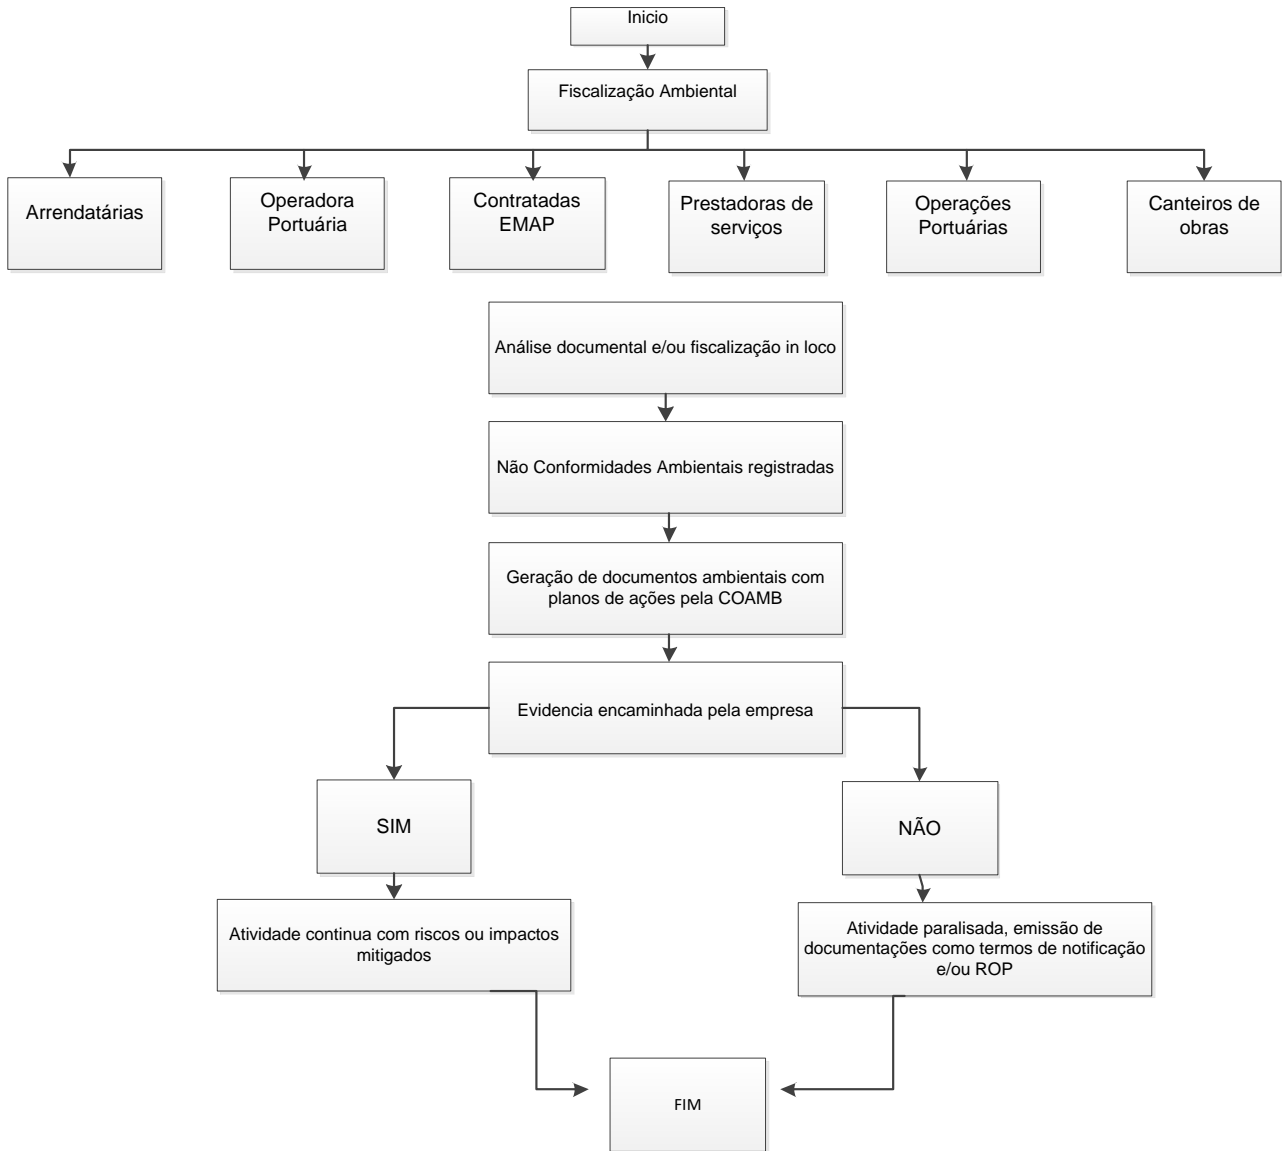 Inicio
Fiscalização Ambiental
Arrendatárias
Operadora
Portuária
Contratadas
EMAP
Prestadoras de
serviços
Operações
Portuárias
Canteiros de
obras
Análise documental e/ou fiscalização in loco
Não Conformidades Ambientais registradas
Geração de documentos ambientais com
planos de ações pela COAMB
Evidencia encaminhada pela empresa
SIM
NÃO
Atividade continua com riscos ou impactos
mitigados
Atividade paralisada, emissão de
documentações como termos de notificação
e/ou ROP
FIM